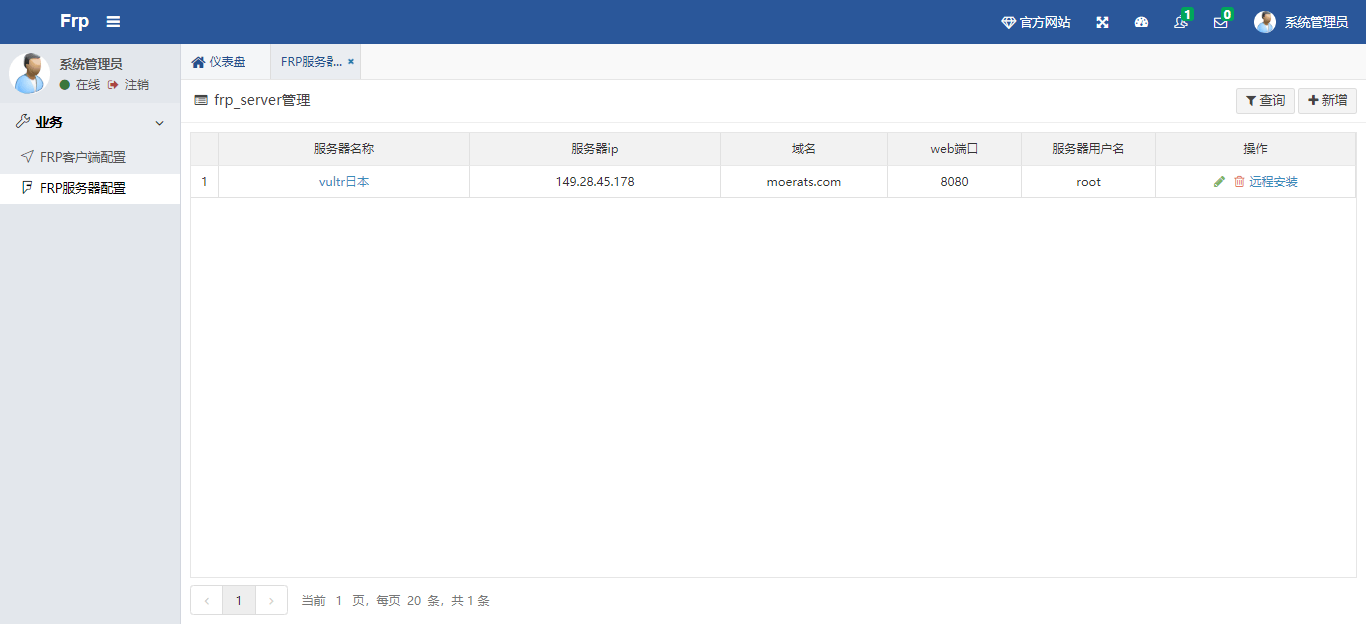 Frp 官方网站 1 0 系统管理员
系统管理员
在线 注销
业务
FRP客户端配置
FRP服务器配置
仪表盘 FRP服务器... ×
frp_server管理 查询 新增
服务器名称 服务器ip 域名 web端口 服务器用户名 操作
1 vultr日本 149.28.45.178 moerats.com 8080 root 远程安装
‹ 1 › 当前 1 页，每页 20 条，共 1 条